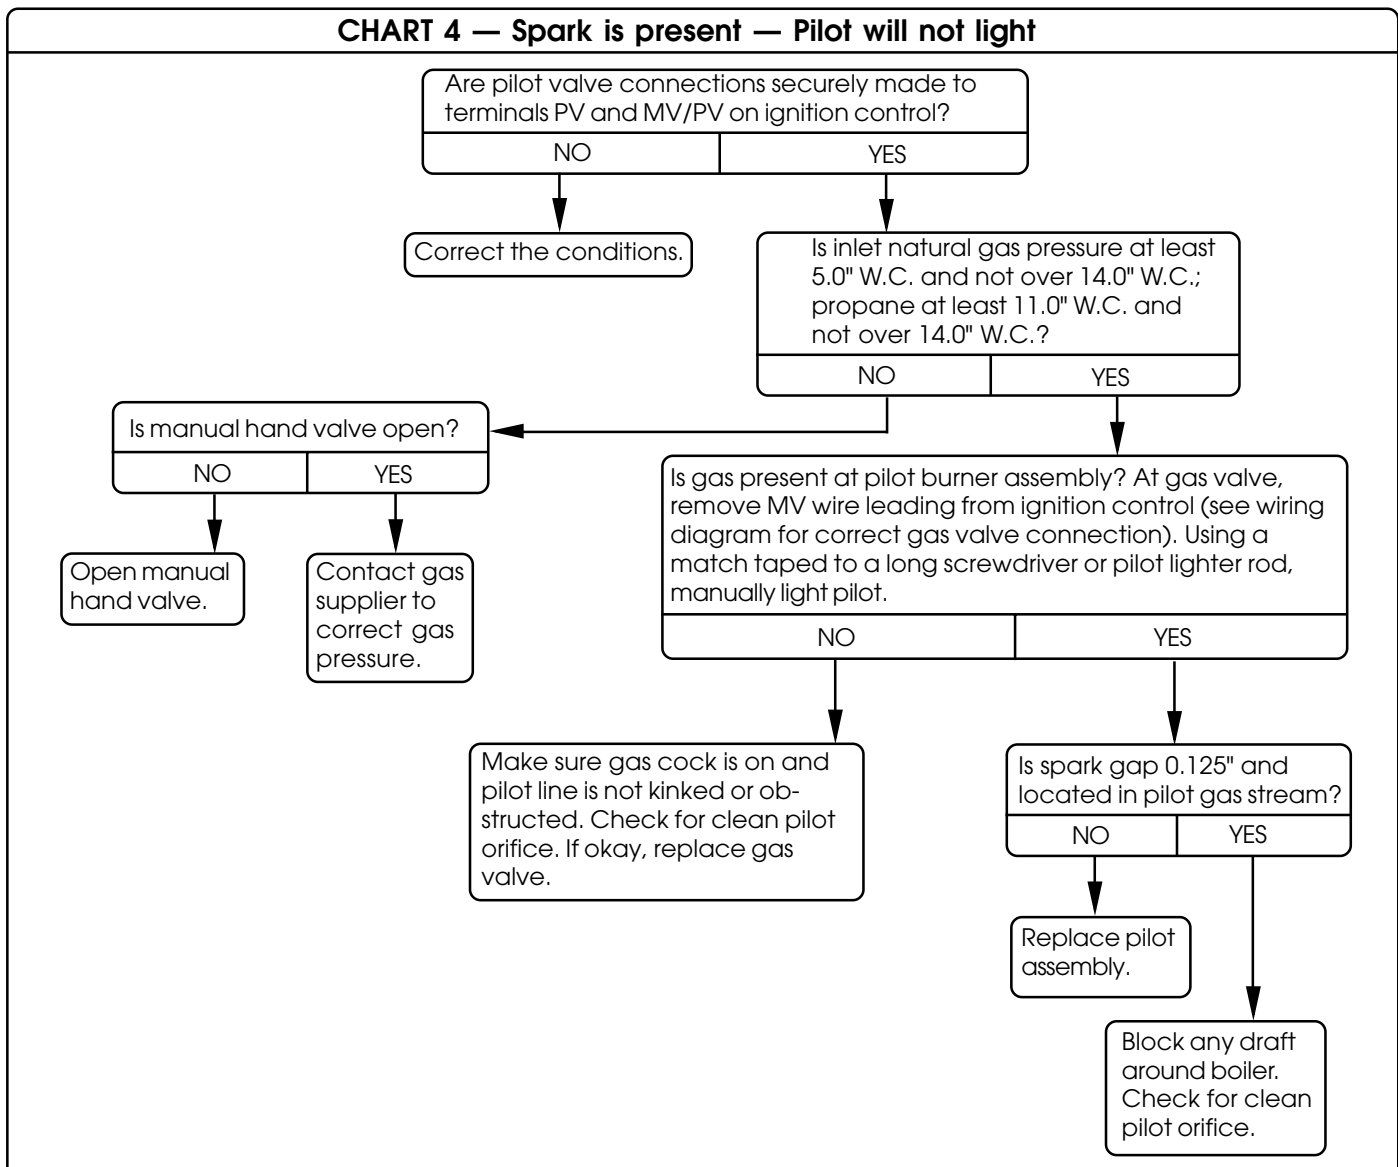 CHART 4 — Spark is present — Pilot will not light
Are pilot valve connections securely made to
terminals PV and MV/PV on ignition control?
NO
YES
Correct the conditions.
Is inlet natural gas pressure at least
5.0" W.C. and not over 14.0" W.C.;
propane at least 11.0" W.C. and
not over 14.0" W.C.?
NO
YES
Is manual hand valve open?
NO
YES
Open manual
hand valve.
Contact gas
supplier to
correct gas
pressure.
Is gas present at pilot burner assembly? At gas valve,
remove MV wire leading from ignition control (see wiring
diagram for correct gas valve connection). Using a
match taped to a long screwdriver or pilot lighter rod,
manually light pilot.
NO
YES
Make sure gas cock is on and
pilot line is not kinked or ob-
structed. Check for clean pilot
orifice. If okay, replace gas
valve.
Is spark gap 0.125" and
located in pilot gas stream?
NO
YES
Replace pilot
assembly.
Block any draft
around boiler.
Check for clean
pilot orifice.